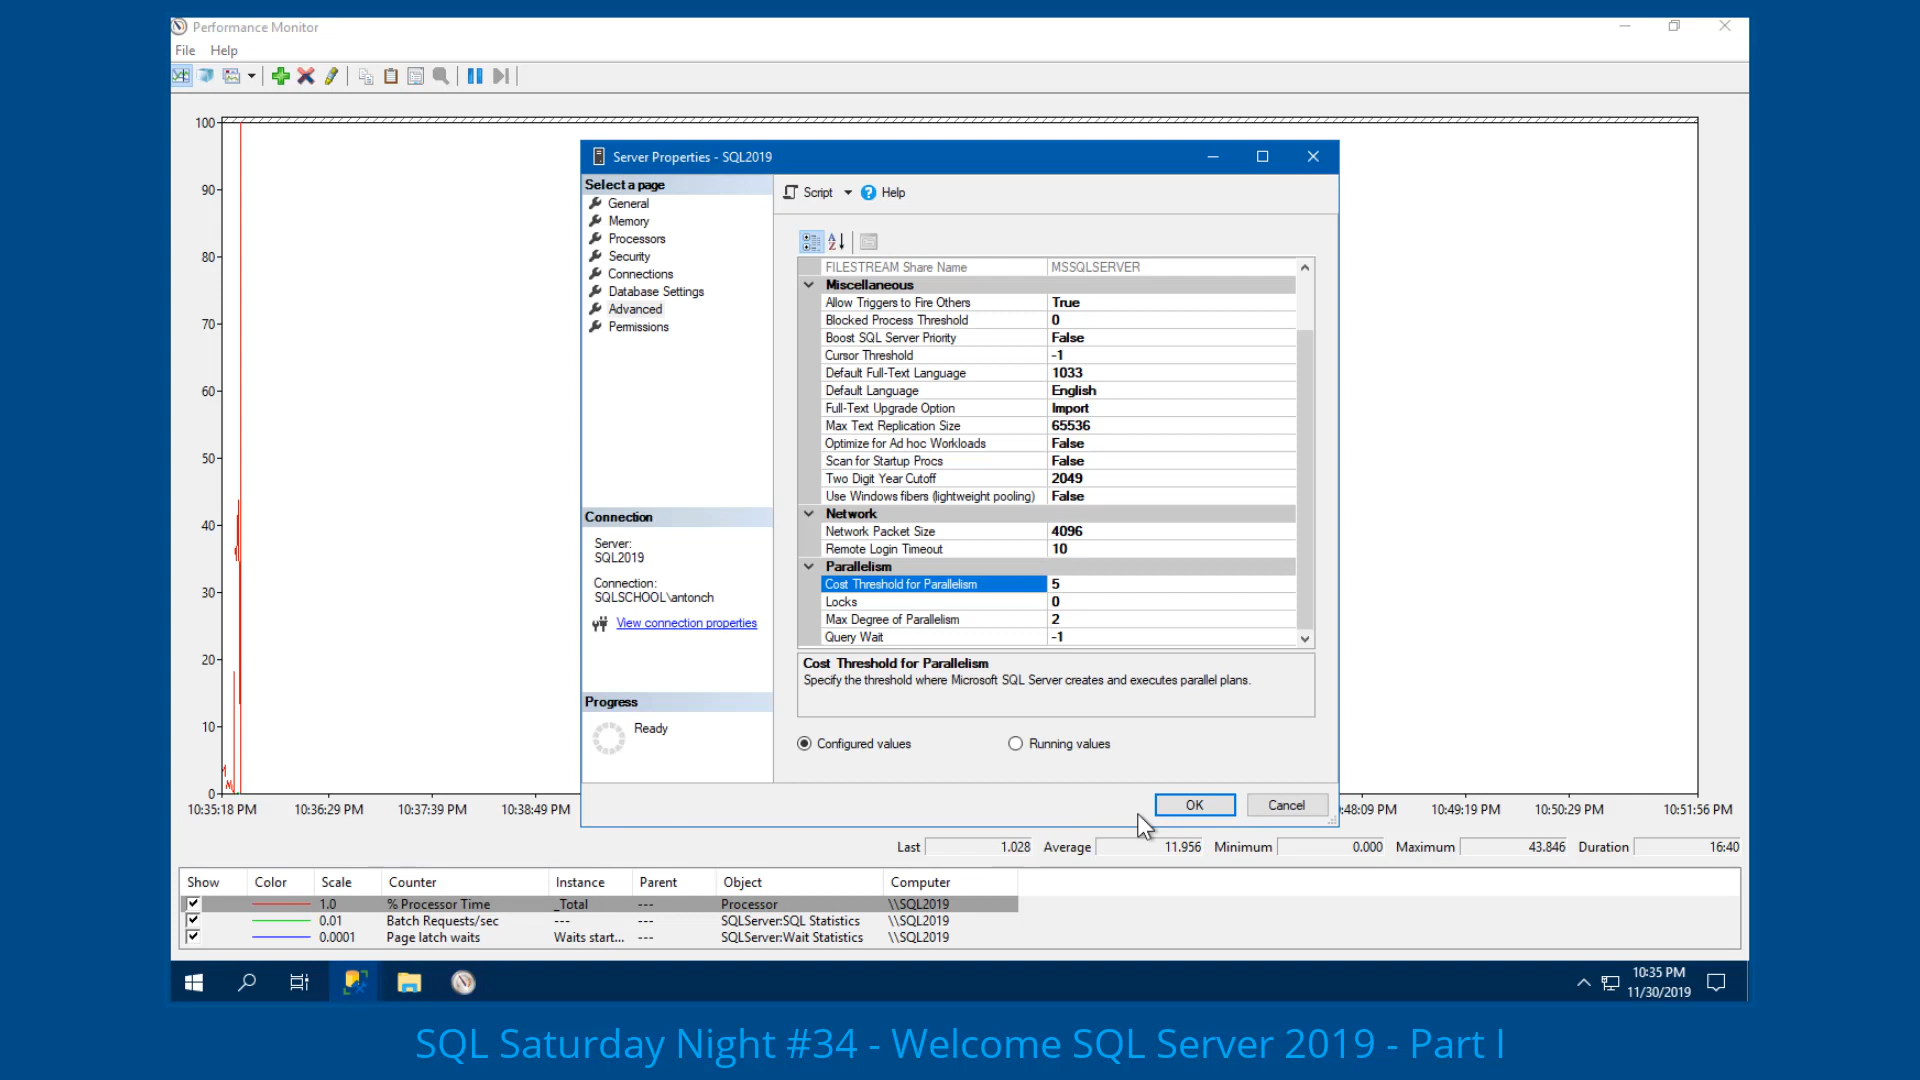 Performance Monitor
File Help
100
90
80
70
60
50
40
30
20
10
0
10:35:18 PM 10:36:29 PM 10:37:39 PM 10:38:49 PM :48:09 PM 10:49:19 PM 10:50:29 PM 10:51:56 PM
Server Properties - SQL2019
Select a page
General
Memory
Processors
Security
Connections
Database Settings
Advanced
Permissions
Connection
Server:
SQL2019
Connection:
SQLSCHOOL\antonch
View connection properties
Progress
Ready
Script Help
FILESTREAM Share Name MSSQLSERVER
Miscellaneous
Allow Triggers to Fire Others True
Blocked Process Threshold 0
Boost SQL Server Priority False
Cursor Threshold -1
Default Full-Text Language 1033
Default Language English
Full-Text Upgrade Option Import
Max Text Replication Size 65536
Optimize for Ad hoc Workloads False
Scan for Startup Procs False
Two Digit Year Cutoff 2049
Use Windows fibers (lightweight pooling) False
Network
Network Packet Size 4096
Remote Login Timeout 10
Parallelism
Cost Threshold for Parallelism 5
Locks 0
Max Degree of Parallelism 2
Query Wait -1
Cost Threshold for Parallelism
Specify the threshold where Microsoft SQL Server creates and executes parallel plans.
Configured values Running values
OK Cancel
Last 1.028 Average 11.956 Minimum 0.000 Maximum 43.846 Duration 16:40
Show Color Scale Counter Instance Parent Object Computer
1.0 % Processor Time _Total --- Processor \\SQL2019
0.01 Batch Requests/sec --- --- SQLServer:SQL Statistics \\SQL2019
0.0001 Page latch waits Waits start... --- SQLServer:Wait Statistics \\SQL2019
10:35 PM
11/30/2019
SQL Saturday Night #34 - Welcome SQL Server 2019 - Part I